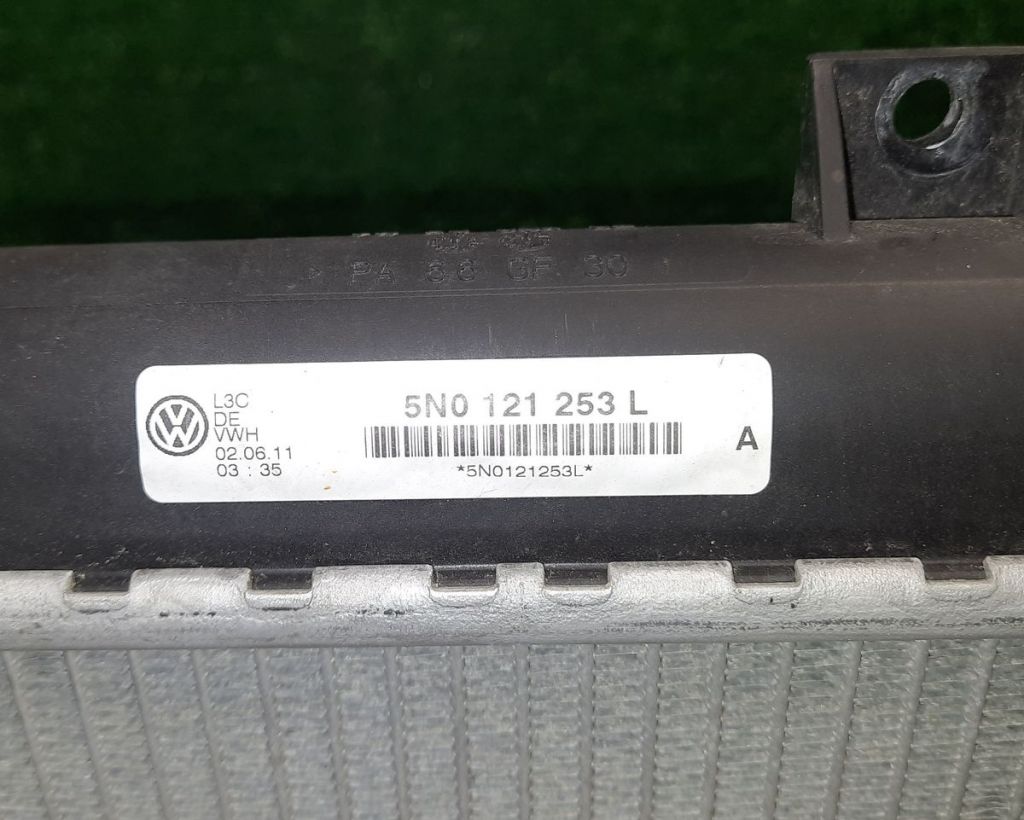 > PA 66 GF 30
L3C
DE
VWH
02.06.11
03 : 35
5N0 121 253 L
*5N0121253L*
A